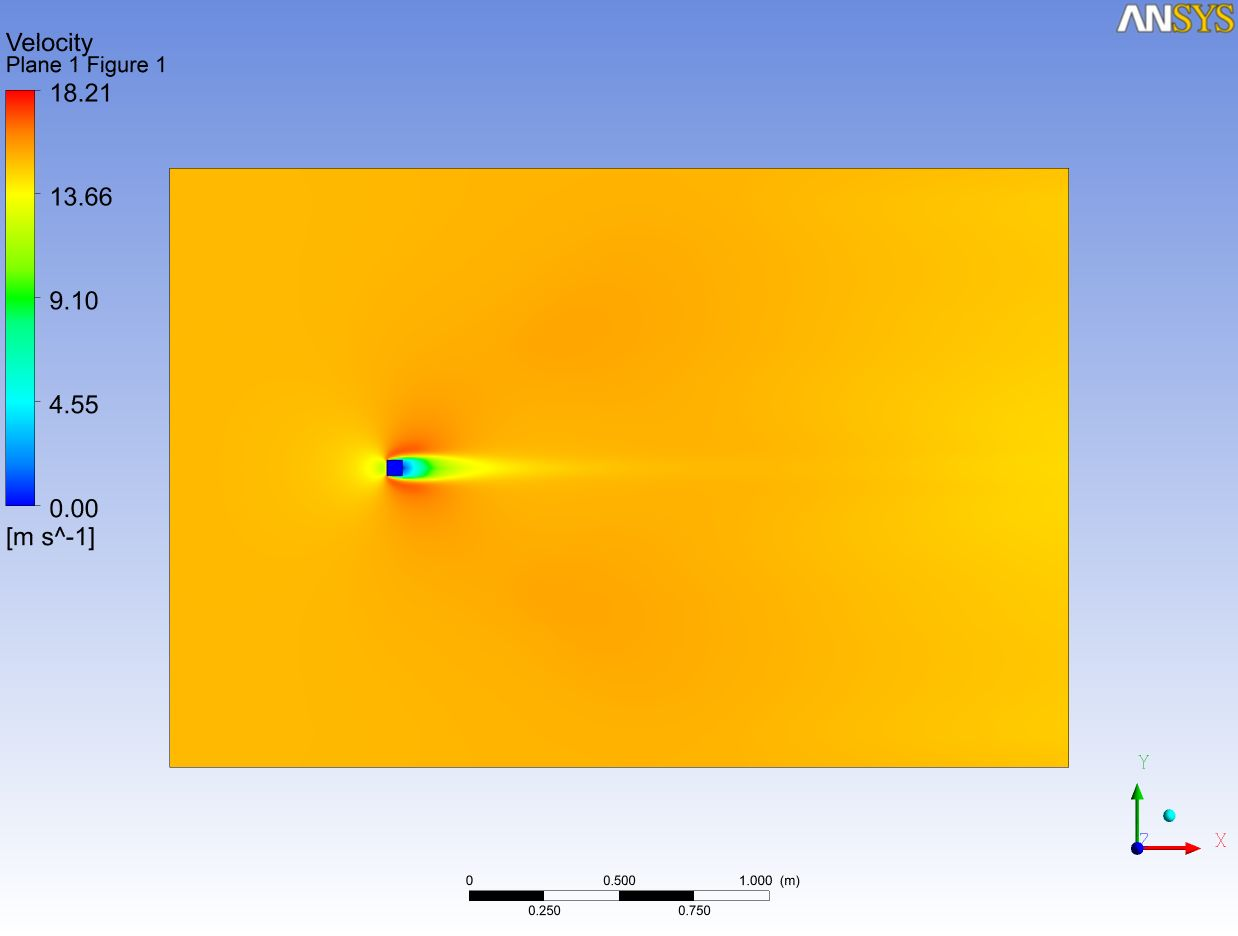 ANSYS
Velocity
Plane 1 Figure 1
18.21
13.66
9.10
4.55
0.00
[m s^-1]
Y
Z
X
0 0.500 1.000 (m)
0.250 0.750